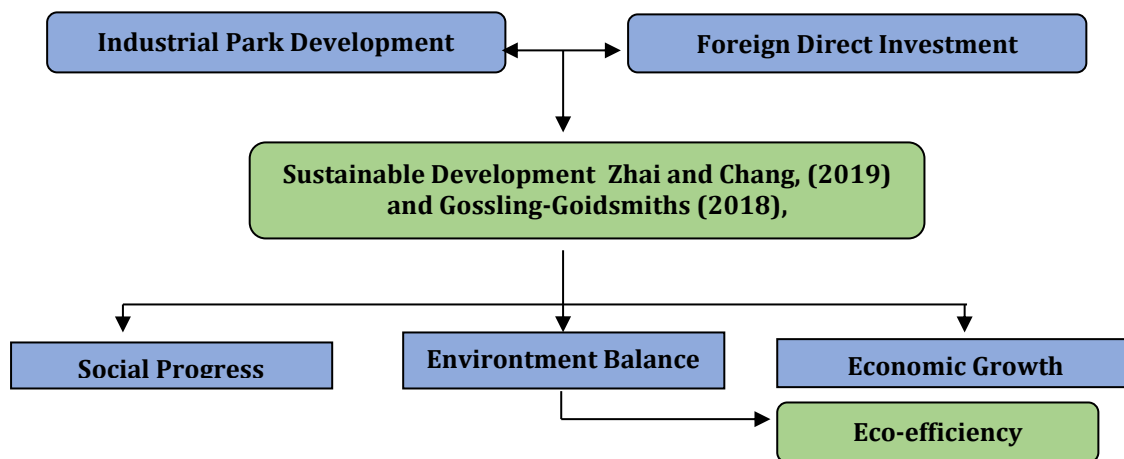 Industrial Park Development
Foreign Direct Investment
Sustainable Development Zhai and Chang, (2019)
and Gossling-Goidsmiths (2018),
Social Progress
Environtment Balance
Economic Growth
Eco-efficiency